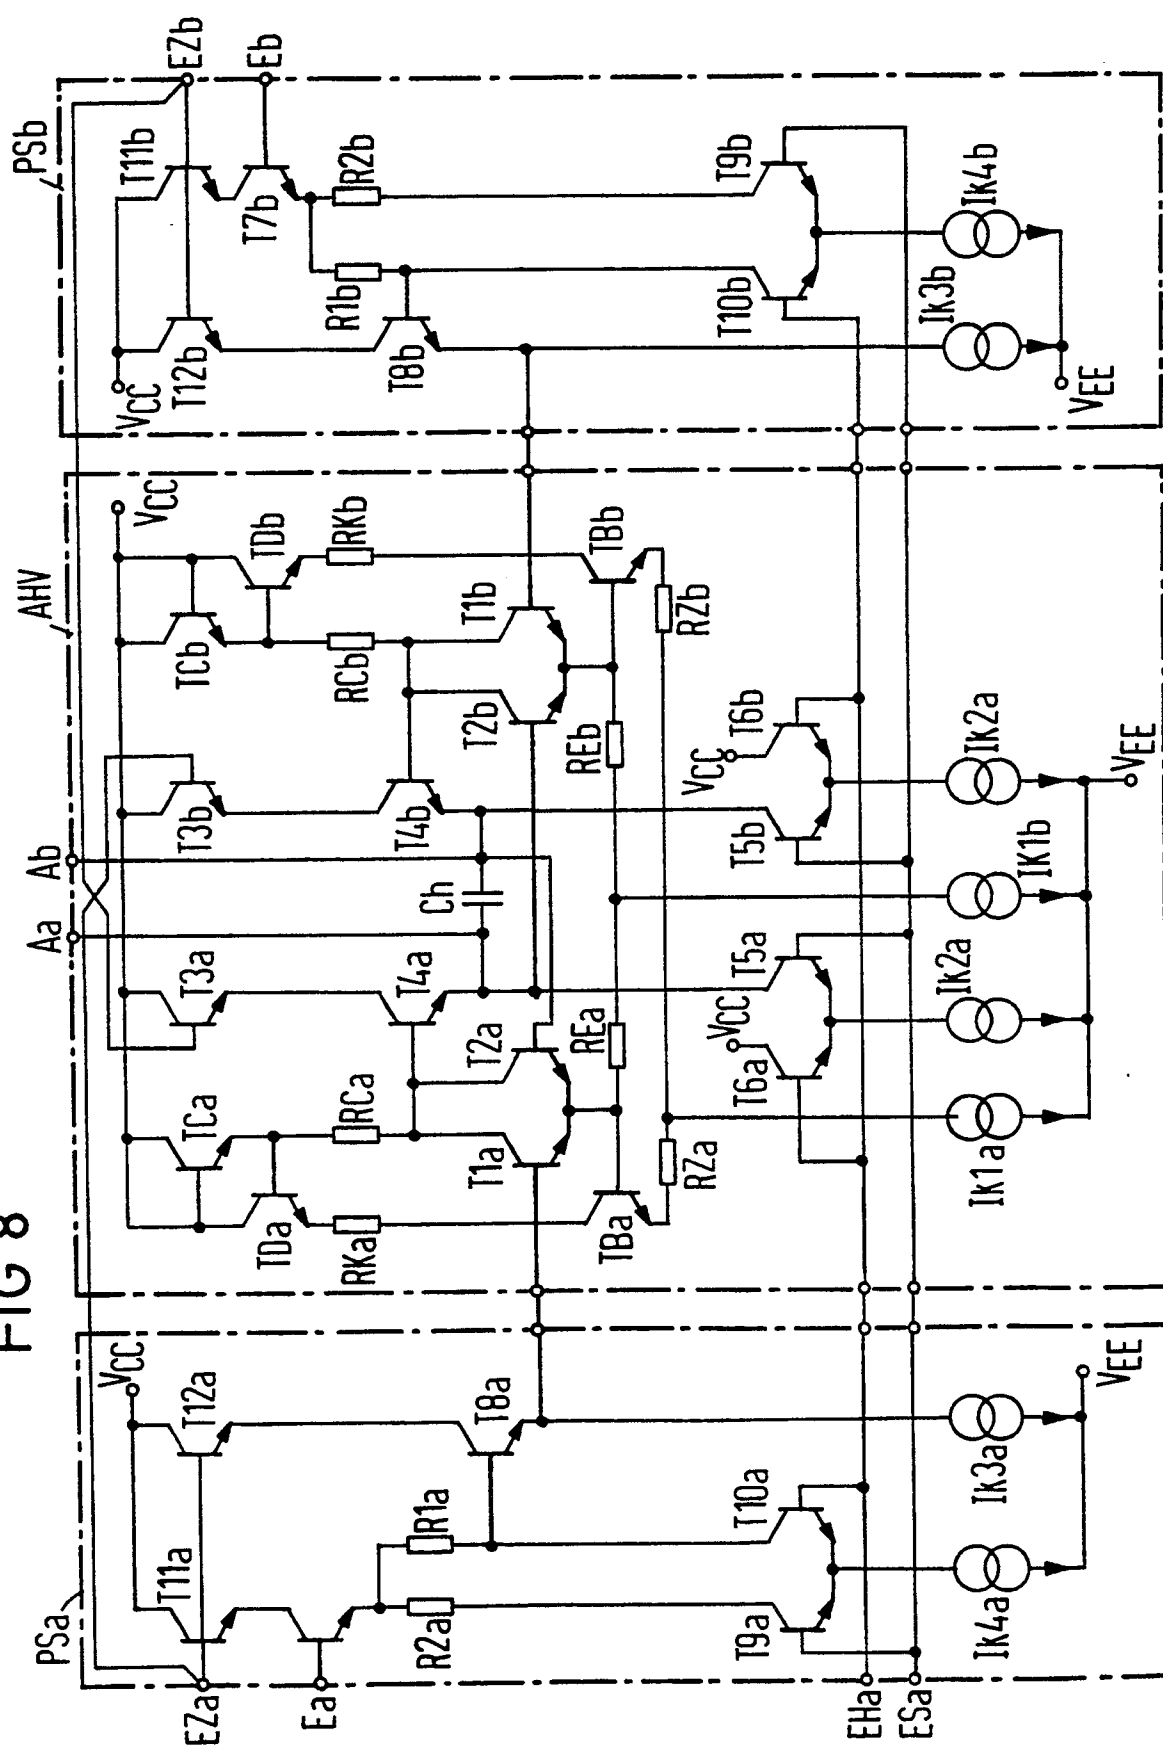 FIG 8
PSa
AHV
PSb
EZa
Ea
EHa
ESa
VCC
T11a
T12a
R2a
R1a
T8a
T9a
T10a
Ik4a
Ik3a
VEE
Aa
Ab
VCC
TCa
TDa
RKa
RCa
T1a
T2a
TBa
RZa
REa
T3a
T4a
Ch
T3b
T4b
TCb
TDb
RKb
RCb
T2b
T1b
TBb
REb
RZb
T6a
VCC
T5a
T5b
VCC
T6b
Ik1a
Ik2a
IK1b
Ik2a
VEE
EZb
Eb
VCC
T12b
T11b
T7b
R1b
R2b
T8b
T10b
T9b
Ik3b
Ik4b
VEE